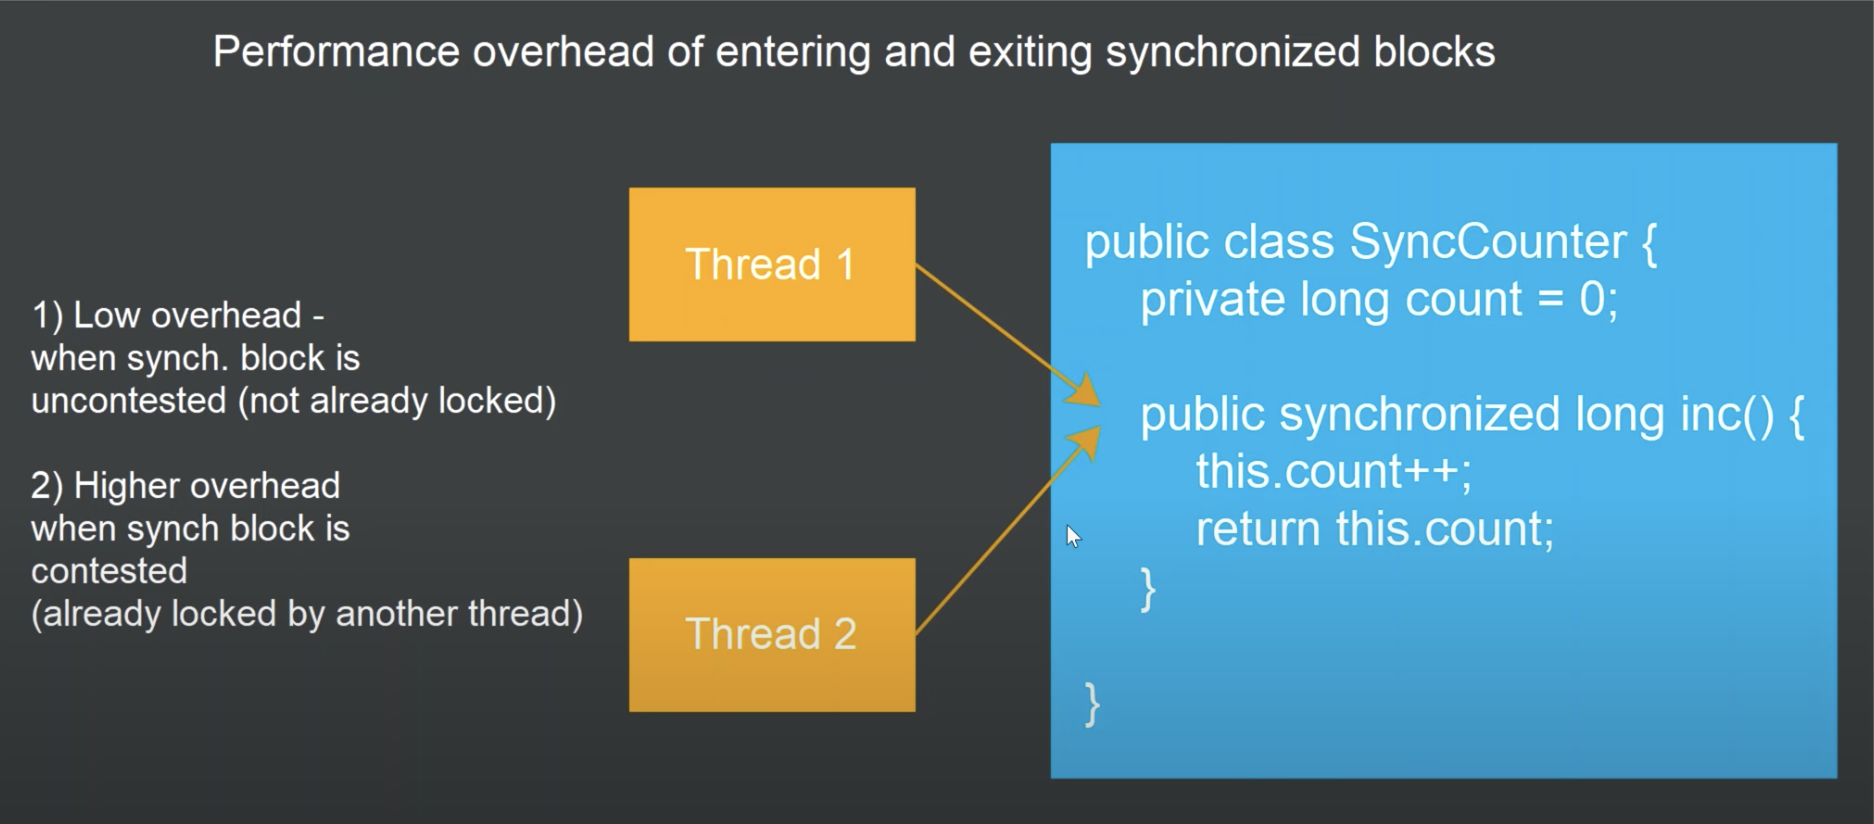 Performance overhead of entering and exiting synchronized blocks
1) Low overhead -
when synch. block is
uncontested (not already locked)
2) Higher overhead
when synch block is
contested
(already locked by another thread)
Thread 1
Thread 2
public class SyncCounter {
private long count = 0;
public synchronized long inc() {
this.count++;
return this.count;
}
}